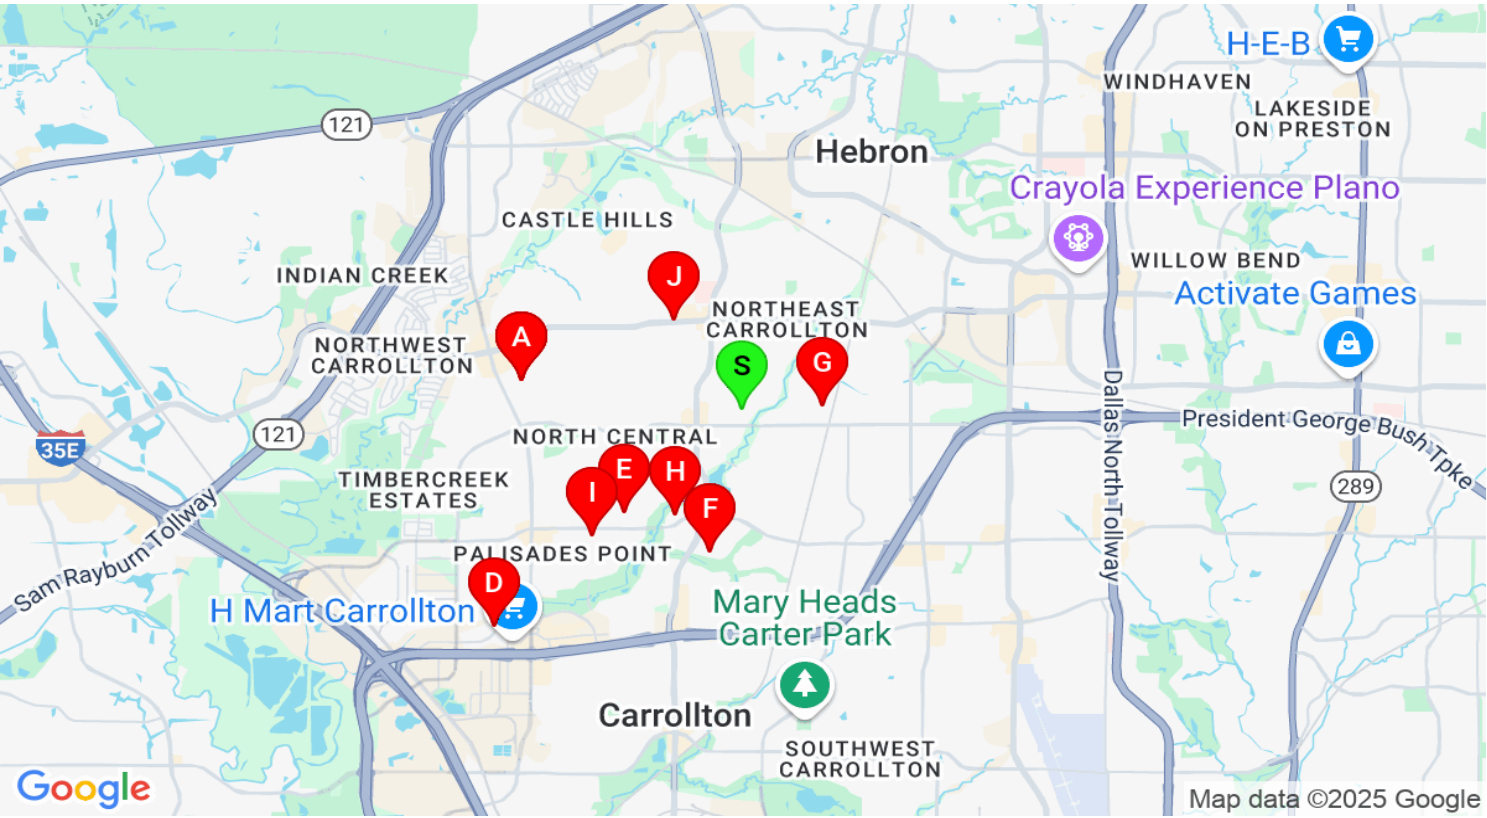 H-E-B
WINDHAVEN
LAKESIDE
ON PRESTON
121
Hebron
Crayola Experience Plano
CASTLE HILLS
INDIAN CREEK
WILLOW BEND
J
Activate Games
NORTHEAST
CARROLLTON
A
NORTHWEST
CARROLLTON
S
G
121
President George Bush Tpke
Dallas North Tollway
35E
NORTH CENTRAL
TIMBERCREEK
ESTATES
E
H
I
F
289
Sam Rayburn Tollway
PALISADES POINT
D
H Mart Carrollton
Mary Heads
Carter Park
Carrollton
SOUTHWEST
CARROLLTON
Google
Map data ©2025 Google